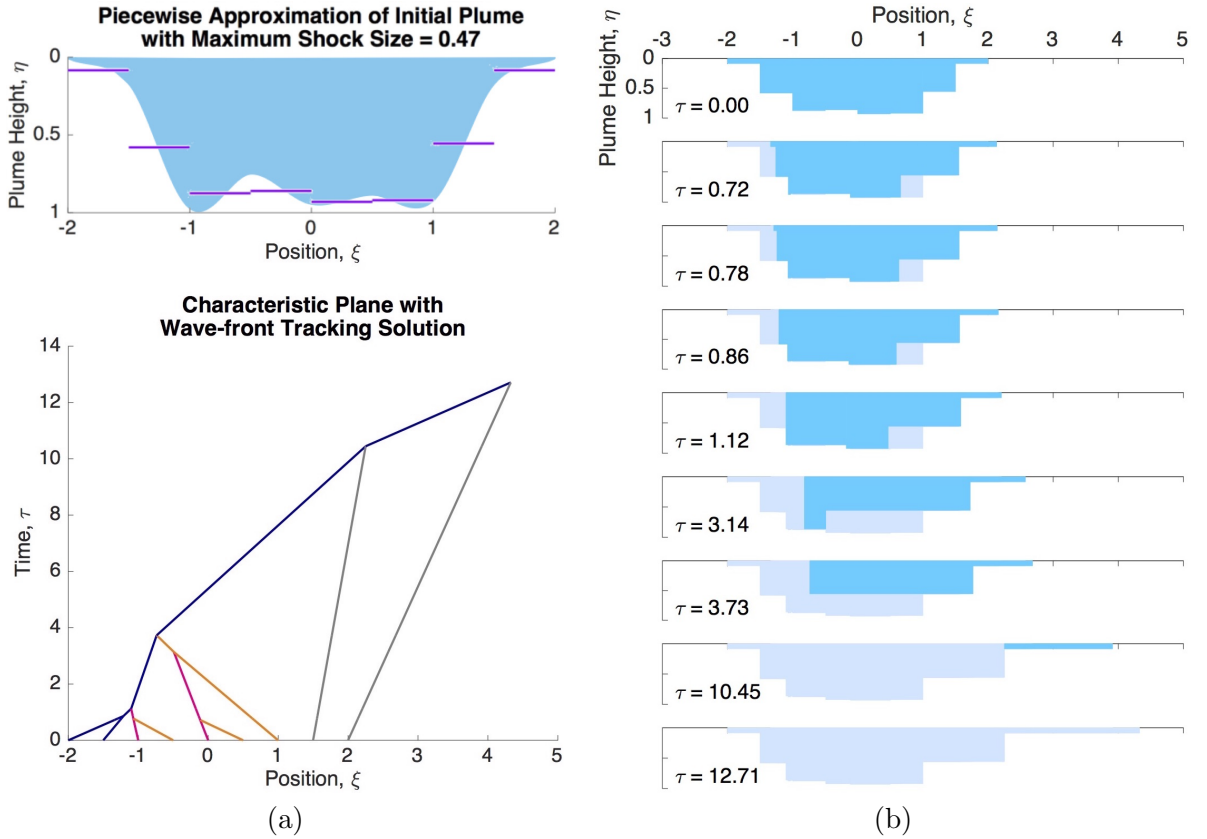 Piecewise Approximation of Initial Plume
with Maximum Shock Size = 0.47
Plume Height, η
0
0.5
1
-2 -1 0 1 2
Position, ξ
Characteristic Plane with
Wave-front Tracking Solution
Time, τ
14
12
10
8
6
4
2
0
-2 -1 0 1 2 3 4 5
Position, ξ
(a)
Position, ξ
-3 -2 -1 0 1 2 3 4 5
Plume Height, η
0
0.5
1
τ = 0.00
τ = 0.72
τ = 0.78
τ = 0.86
τ = 1.12
τ = 3.14
τ = 3.73
τ = 10.45
τ = 12.71
(b)